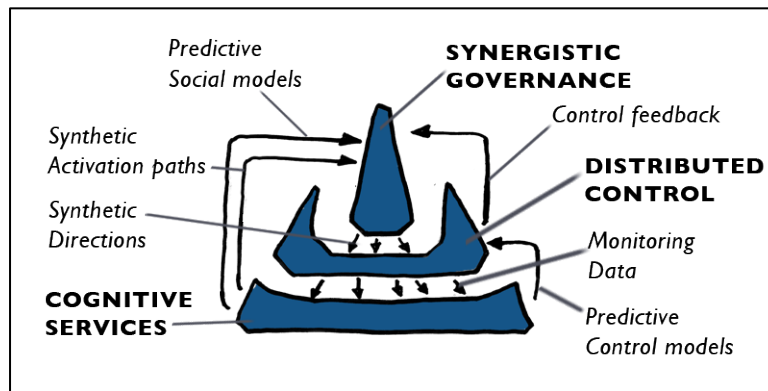 Predictive
Social models
SYNERGISTIC
GOVERNANCE
Control feedback
Synthetic
Activation paths
DISTRIBUTED
CONTROL
Synthetic
Directions
Monitoring
Data
COGNITIVE
SERVICES
Predictive
Control models